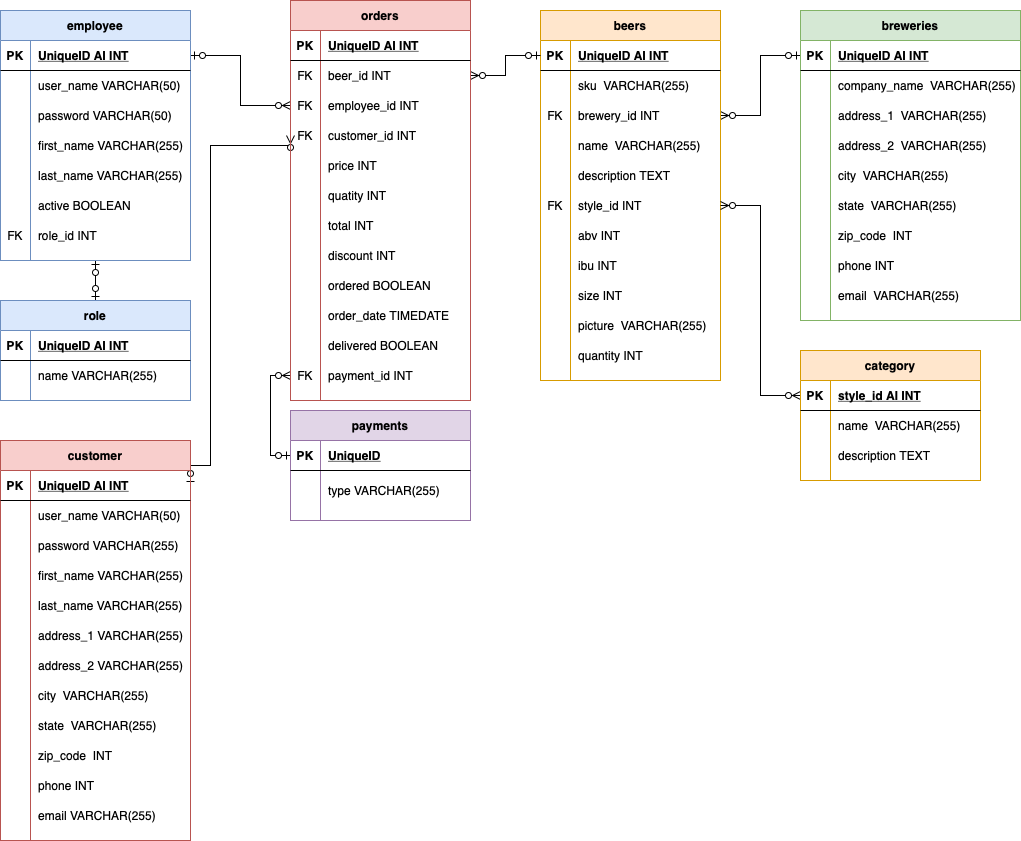 employee
PK UniqueID AI INT
user_name VARCHAR(50)
password VARCHAR(50)
first_name VARCHAR(255)
last_name VARCHAR(255)
active BOOLEAN
FK role_id INT
role
PK UniqueID AI INT
name VARCHAR(255)
customer
PK UniqueID AI INT
user_name VARCHAR(50)
password VARCHAR(255)
first_name VARCHAR(255)
last_name VARCHAR(255)
address_1 VARCHAR(255)
address_2 VARCHAR(255)
city VARCHAR(255)
state VARCHAR(255)
zip_code INT
phone INT
email VARCHAR(255)
orders
PK UniqueID AI INT
FK beer_id INT
FK employee_id INT
FK customer_id INT
price INT
quatity INT
total INT
discount INT
ordered BOOLEAN
order_date TIMEDATE
delivered BOOLEAN
FK payment_id INT
payments
PK UniqueID
type VARCHAR(255)
beers
PK UniqueID AI INT
sku VARCHAR(255)
FK brewery_id INT
name VARCHAR(255)
description TEXT
FK style_id INT
abv INT
ibu INT
size INT
picture VARCHAR(255)
quantity INT
breweries
PK UniqueID AI INT
company_name VARCHAR(255)
address_1 VARCHAR(255)
address_2 VARCHAR(255)
city VARCHAR(255)
state VARCHAR(255)
zip_code INT
phone INT
email VARCHAR(255)
category
PK style_id AI INT
name VARCHAR(255)
description TEXT